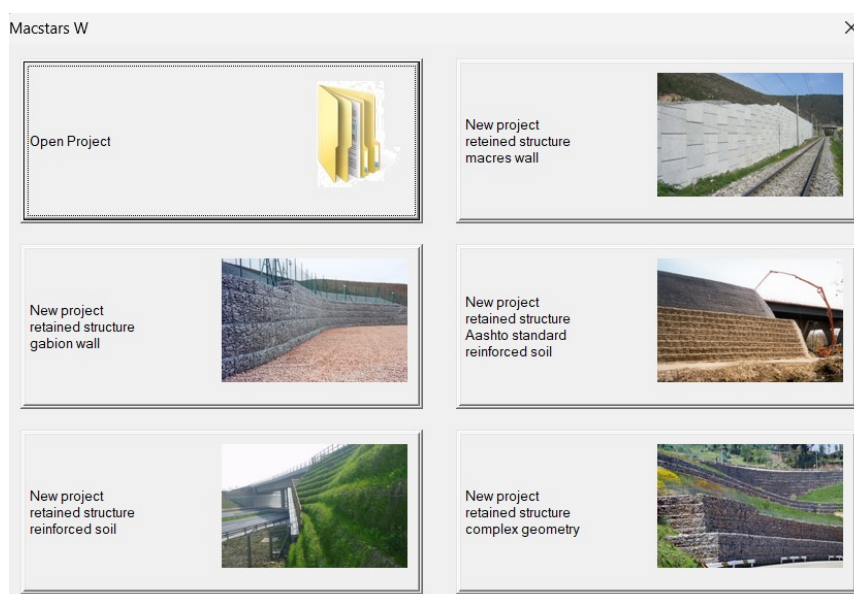 Macstars W
Open Project
New project
reteined structure
macres wall
New project
retained structure
gabion wall
New project
retained structure
Aashto standard
reinforced soil
New project
retained structure
reinforced soil
New project
retained structure
complex geometry